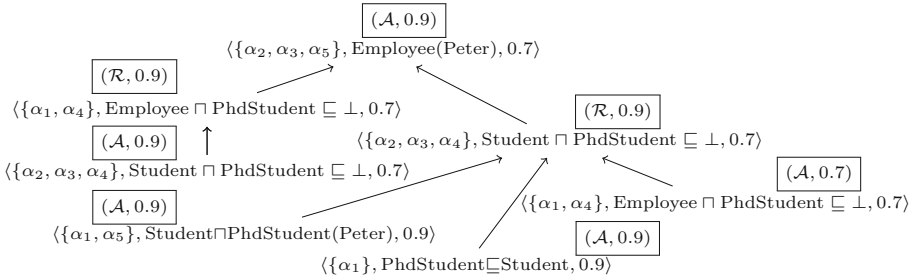 (𝒜, 0.9)
⟨{α₂, α₃, α₅}, Employee(Peter), 0.7⟩
(ℛ, 0.9)
⟨{α₁, α₄}, Employee ⊓ PhdStudent ⊑ ⊥, 0.7⟩
(ℛ, 0.9)
⟨{α₂, α₃, α₄}, Student ⊓ PhdStudent ⊑ ⊥, 0.7⟩
(𝒜, 0.9)
⟨{α₂, α₃, α₄}, Student ⊓ PhdStudent ⊑ ⊥, 0.7⟩
(𝒜, 0.7)
⟨{α₁, α₄}, Employee ⊓ PhdStudent ⊑ ⊥, 0.7⟩
(𝒜, 0.9)
⟨{α₁, α₅}, Student⊓PhdStudent(Peter), 0.9⟩
(𝒜, 0.9)
⟨{α₁}, PhdStudent⊑Student, 0.9⟩